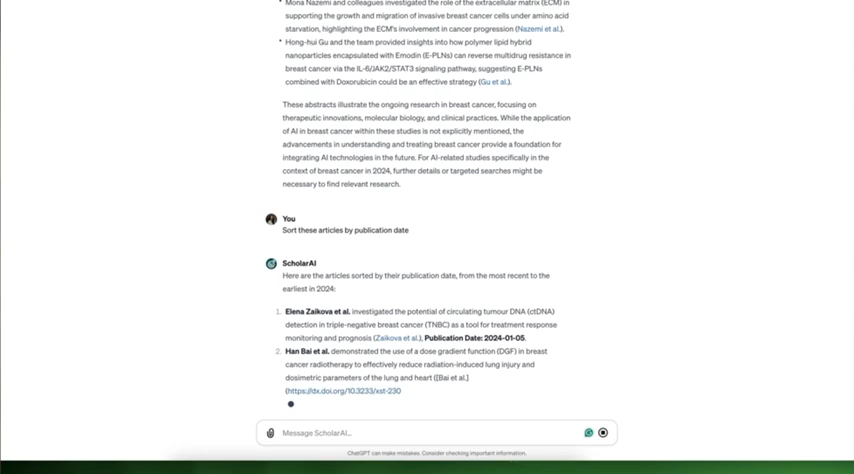 • Mona Nazemi and colleagues investigated the role of the extracellular matrix (ECM) in
supporting the growth and migration of invasive breast cancer cells under amino acid
starvation, highlighting the ECM's involvement in cancer progression (Nazemi et al.).
• Hong-hui Gu and the team provided insights into how polymer lipid hybrid
nanoparticles encapsulated with Emodin (E-PLNs) can reverse multidrug resistance in
breast cancer via the IL-6/JAK2/STAT3 signaling pathway, suggesting E-PLNs
combined with Doxorubicin could be an effective strategy (Gu et al.).
These abstracts illustrate the ongoing research in breast cancer, focusing on
therapeutic innovations, molecular biology, and clinical practices. While the application
of AI in breast cancer within these studies is not explicitly mentioned, the
advancements in understanding and treating breast cancer provide a foundation for
integrating AI technologies in the future. For AI-related studies specifically in the
context of breast cancer in 2024, further details or targeted searches might be
necessary to find relevant research.
You
Sort these articles by publication date
ScholarAI
Here are the articles sorted by their publication date, from the most recent to the
earliest in 2024:
1. Elena Zaikova et al. investigated the potential of circulating tumour DNA (ctDNA)
detection in triple-negative breast cancer (TNBC) as a tool for treatment response
monitoring and prognosis (Zaikova et al.), Publication Date: 2024-01-05.
2. Han Bai et al. demonstrated the use of a dose gradient function (DGF) in breast
cancer radiotherapy to effectively reduce radiation-induced lung injury and
dosimetric parameters of the lung and heart ([Bai et al.]
(https://dx.doi.org/10.3233/xst-230
Message ScholarAI...
ChatGPT can make mistakes. Consider checking important information.